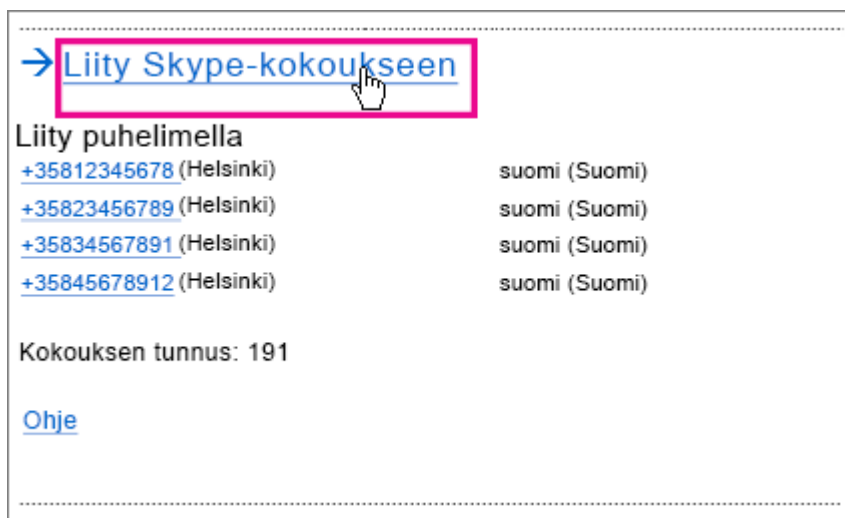 → Liity Skype-kokoukseen
Liity puhelimella
+35812345678 (Helsinki) suomi (Suomi)
+35823456789 (Helsinki) suomi (Suomi)
+35834567891 (Helsinki) suomi (Suomi)
+35845678912 (Helsinki) suomi (Suomi)
Kokouksen tunnus: 191
Ohje